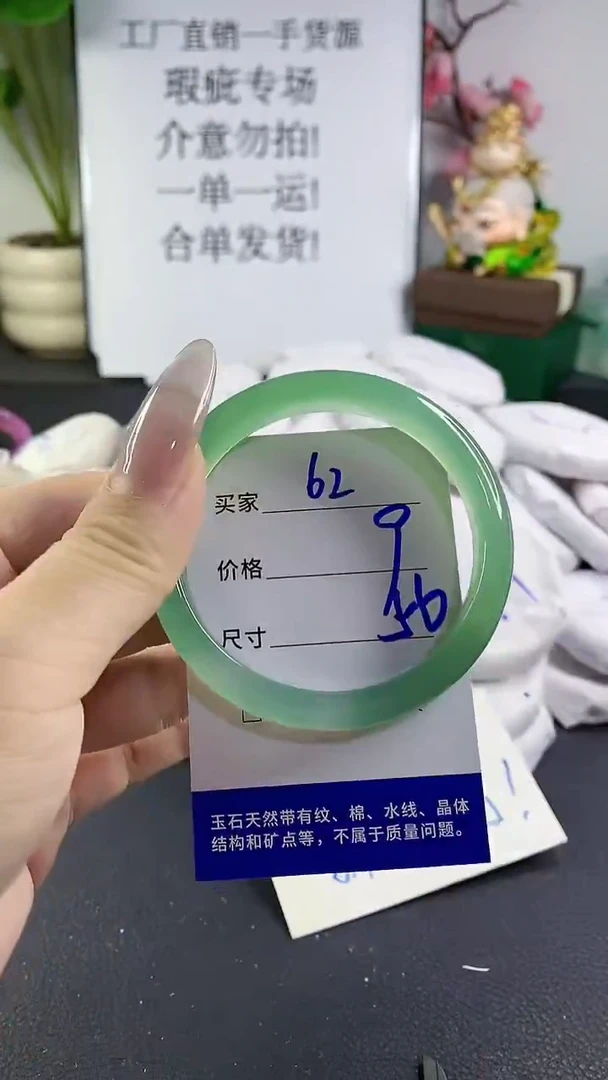 工厂直销一手货源
瑕疵专场
介意勿拍!
一单一运!
合单发货!
买家 62
价格
尺寸 56
玉石天然带有纹、棉、水线、晶体
结构和矿点等，不属于质量问题。